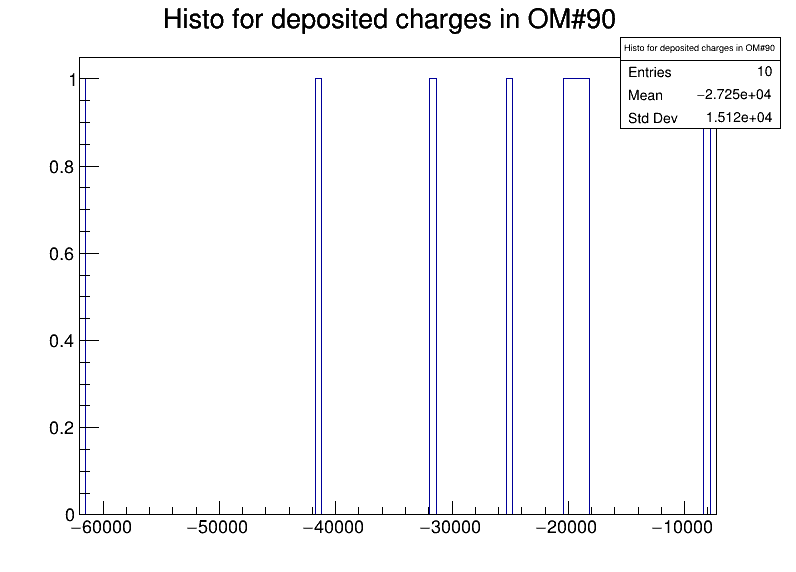 Histo for deposited charges in OM#90
Histo for deposited charges in OM#90
Entries 10
Mean −2.725e+04
Std Dev 1.512e+04
1
0.8
0.6
0.4
0.2
0
−60000 −50000 −40000 −30000 −20000 −10000